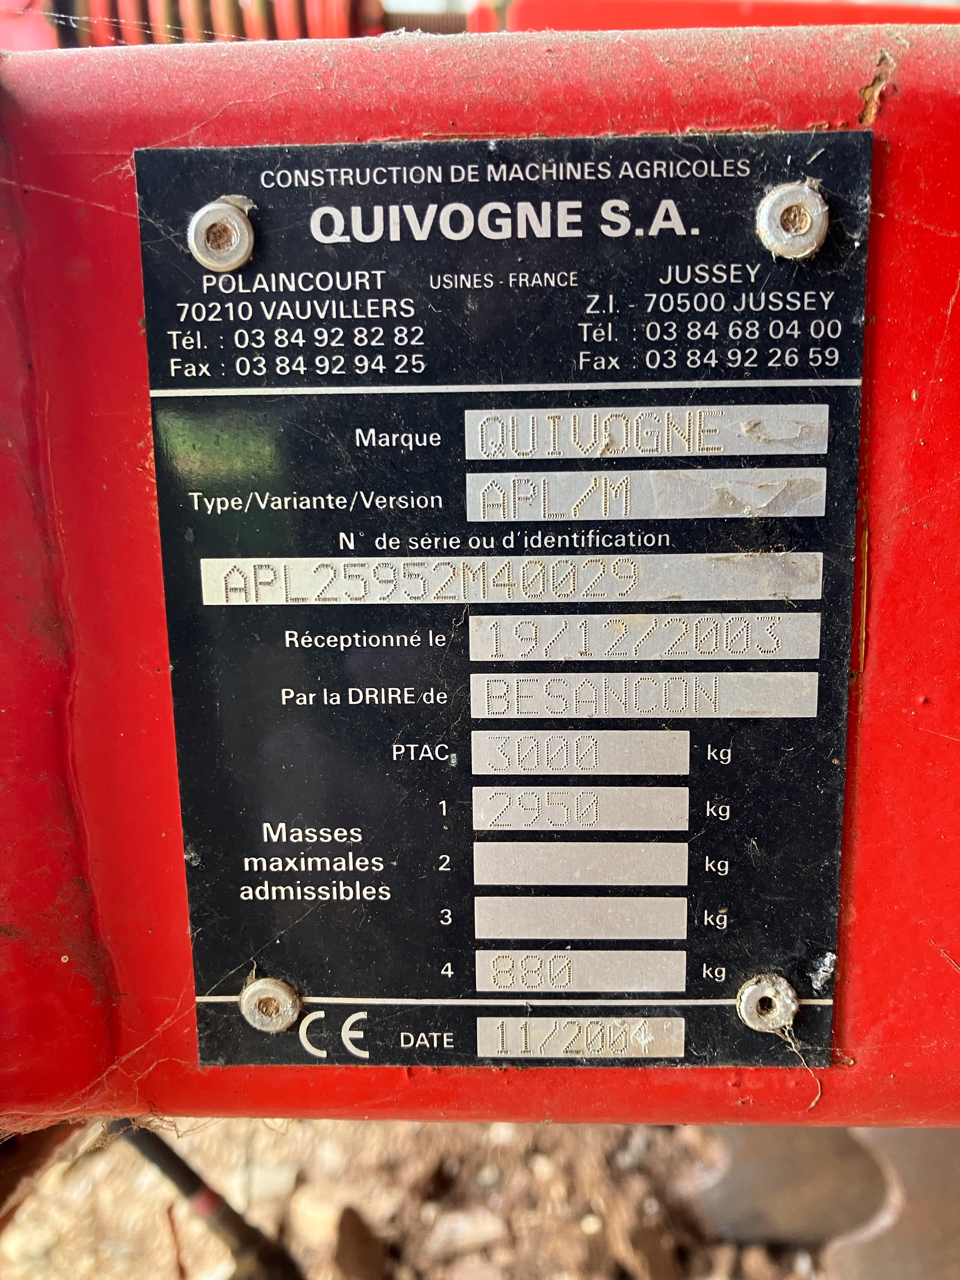 CONSTRUCTION DE MACHINES AGRICOLES
QUIVOGNE S.A.
POLAINCOURT USINES - FRANCE JUSSEY
70210 VAUVILLERS Z.I. - 70500 JUSSEY
Tél. : 03 84 92 82 82 Tél. : 03 84 68 04 00
Fax : 03 84 92 94 25 Fax : 03 84 92 26 59
Marque QUIVOGNE
Type/Variante/Version APL/M
N° de série ou d'identification
APL25952M40029
Réceptionné le 19/12/2003
Par la DRIRE de BESANCON
PTAC 3000 kg
1 2950 kg
Masses
maximales
admissibles
2 kg
3 kg
4 880 kg
CE DATE 11/2004